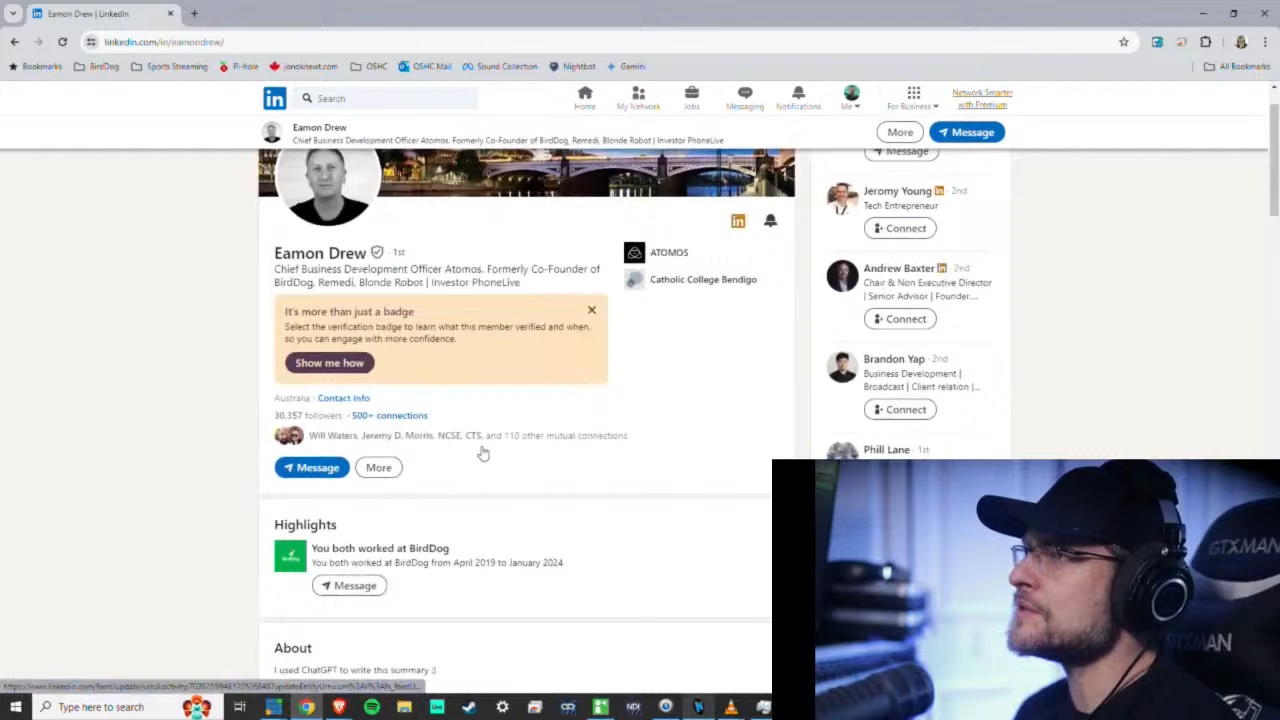 Eamon Drew | LinkedIn
linkedin.com/in/eamondrew/
Bookmarks BirdDog Sports Streaming Pi-hole jonoknewt.com OSHC OSHC Mail Sound Collection Nightbot Gemini All Bookmarks
in Search Home My Network Jobs Messaging Notifications Me For Business Network Smarter
with Premium
Eamon Drew
Chief Business Development Officer Atomos. Formerly Co-Founder of BirdDog, Remedi, Blonde Robot | Investor PhoneLive
More Message
Message
Jeromy Young in · 2nd
Tech Entrepreneur
Connect
Andrew Baxter in · 2nd
Chair & Non Executive Director
| Senior Advisor | Founder....
Connect
Brandon Yap · 2nd
Business Development |
Broadcast | Client relation |...
Connect
Phill Lane · 1st
Eamon Drew · 1st
Chief Business Development Officer Atomos. Formerly Co-Founder of
BirdDog, Remedi, Blonde Robot | Investor PhoneLive
ATOMOS
Catholic College Bendigo
It's more than just a badge
Select the verification badge to learn what this member verified and when,
so you can engage with more confidence.
Show me how
Australia · Contact info
30,357 followers · 500+ connections
Will Waters, Jeremy D. Morris, NCSE, CTS, and 110 other mutual connections
Message More
Highlights
BirdDog
You both worked at BirdDog
You both worked at BirdDog from April 2019 to January 2024
Message
About
I used ChatGPT to write this summary :)
GTXMAN
GTXMAN
Type here to search
Live
NDI